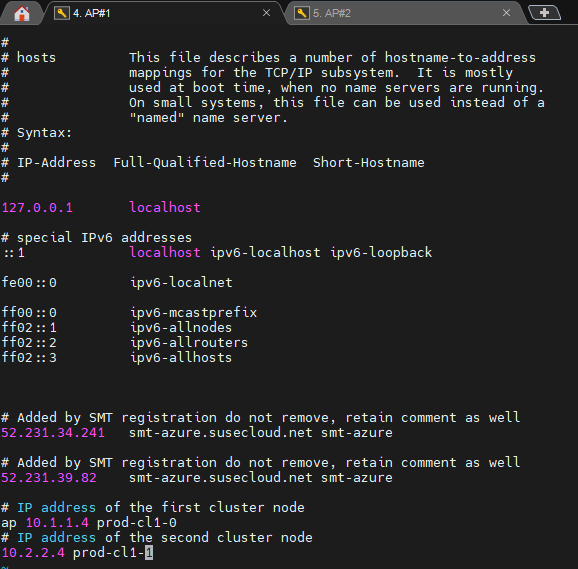 4. AP#1
5. AP#2
#
# hosts         This file describes a number of hostname-to-address
#               mappings for the TCP/IP subsystem.  It is mostly
#               used at boot time, when no name servers are running.
#               On small systems, this file can be used instead of a
#               "named" name server.
# Syntax:
#
# IP-Address  Full-Qualified-Hostname  Short-Hostname
#
127.0.0.1       localhost
# special IPv6 addresses
::1             localhost ipv6-localhost ipv6-loopback
fe00::0         ipv6-localnet
ff00::0         ipv6-mcastprefix
ff02::1         ipv6-allnodes
ff02::2         ipv6-allrouters
ff02::3         ipv6-allhosts
# Added by SMT registration do not remove, retain comment as well
52.231.34.241   smt-azure.susecloud.net smt-azure
# Added by SMT registration do not remove, retain comment as well
52.231.39.82    smt-azure.susecloud.net smt-azure
# IP address of the first cluster node
ap 10.1.1.4 prod-cl1-0
# IP address of the second cluster node
10.2.2.4 prod-cl1-1
~